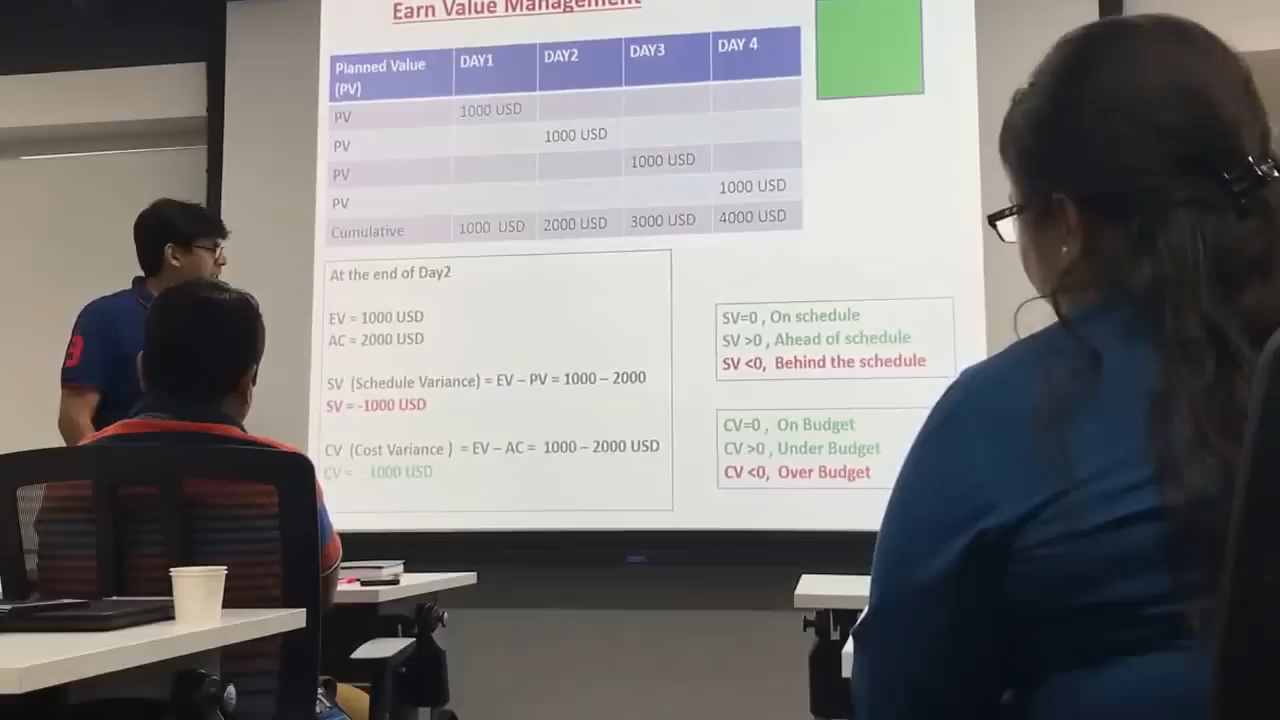 Earn Value Management
Planned Value (PV) DAY1 DAY2 DAY3 DAY 4
PV 1000 USD
PV 1000 USD
PV 1000 USD
PV 1000 USD
Cumulative 1000 USD 2000 USD 3000 USD 4000 USD
At the end of Day2
EV = 1000 USD
AC = 2000 USD
SV (Schedule Variance) = EV – PV = 1000 – 2000
SV = -1000 USD
CV (Cost Variance ) = EV – AC = 1000 – 2000 USD
CV = 1000 USD
SV=0 , On schedule
SV >0 , Ahead of schedule
SV <0, Behind the schedule
CV=0 , On Budget
CV >0 , Under Budget
CV <0, Over Budget
3